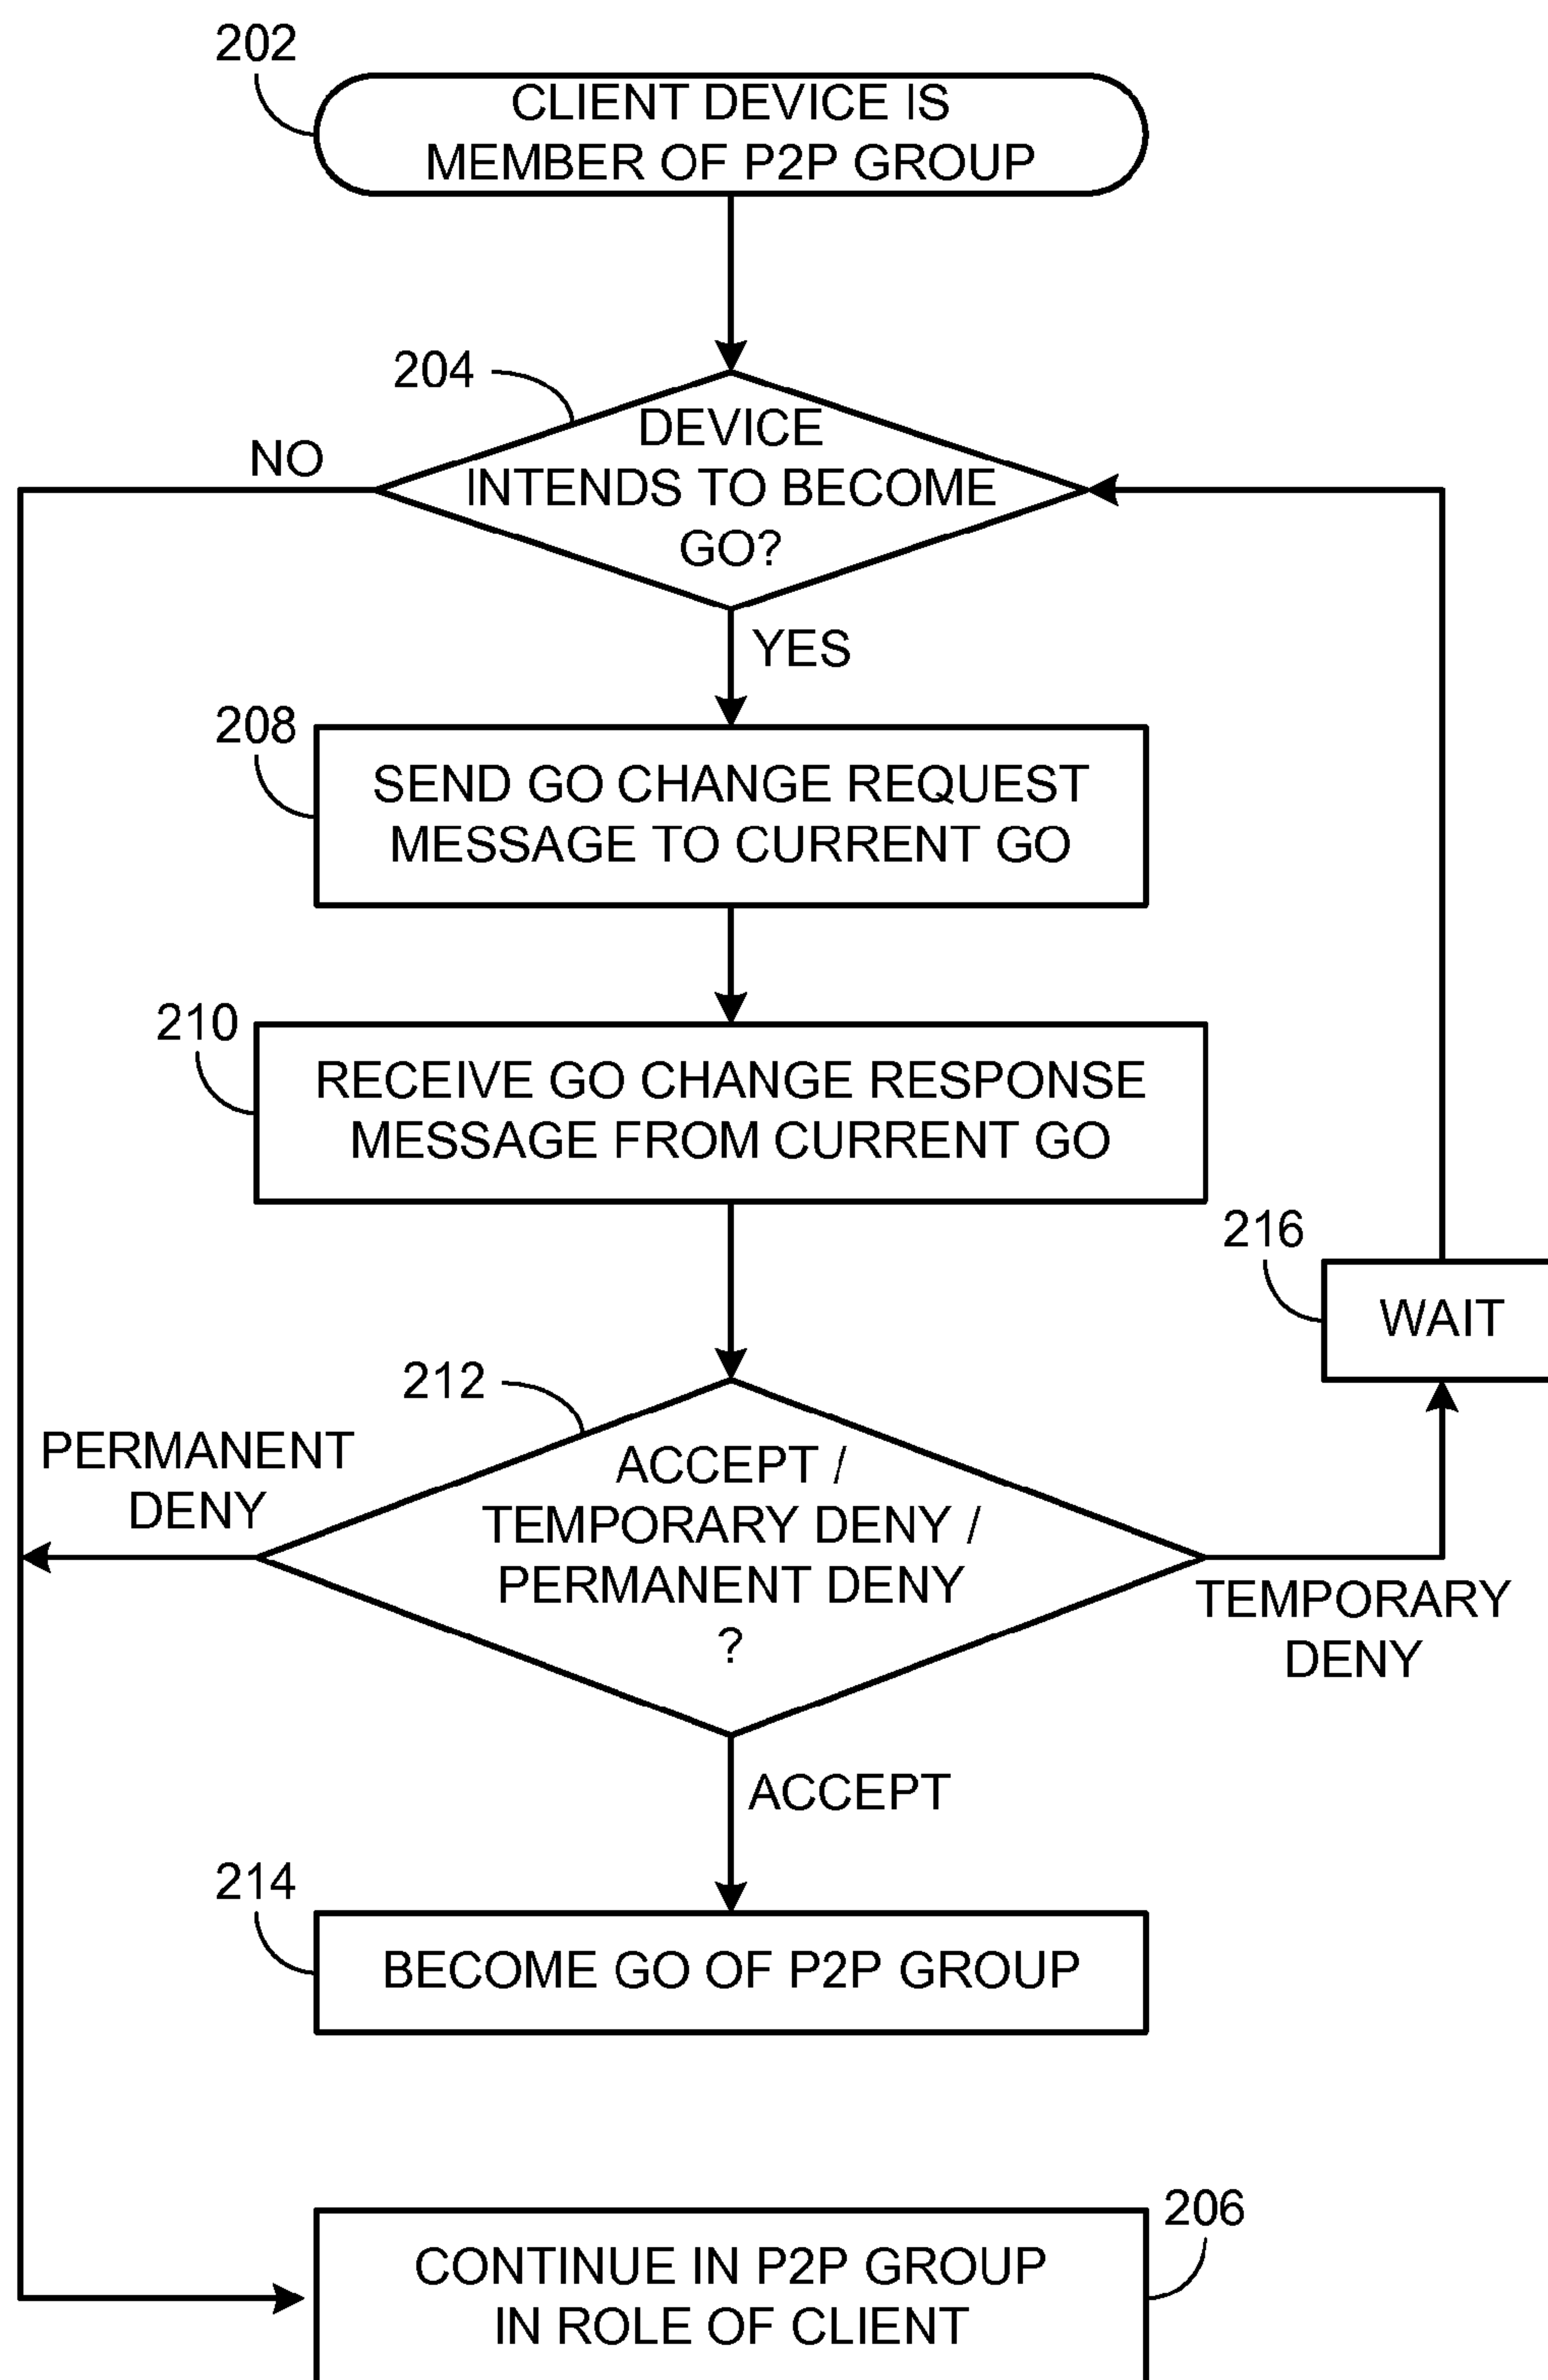 202
CLIENT DEVICE IS
MEMBER OF P2P GROUP
204
DEVICE
INTENDS TO BECOME
GO?
NO
YES
208
SEND GO CHANGE REQUEST
MESSAGE TO CURRENT GO
210
RECEIVE GO CHANGE RESPONSE
MESSAGE FROM CURRENT GO
216
WAIT
212
ACCEPT /
TEMPORARY DENY /
PERMANENT DENY
?
PERMANENT
DENY
TEMPORARY
DENY
ACCEPT
214
BECOME GO OF P2P GROUP
206
CONTINUE IN P2P GROUP
IN ROLE OF CLIENT